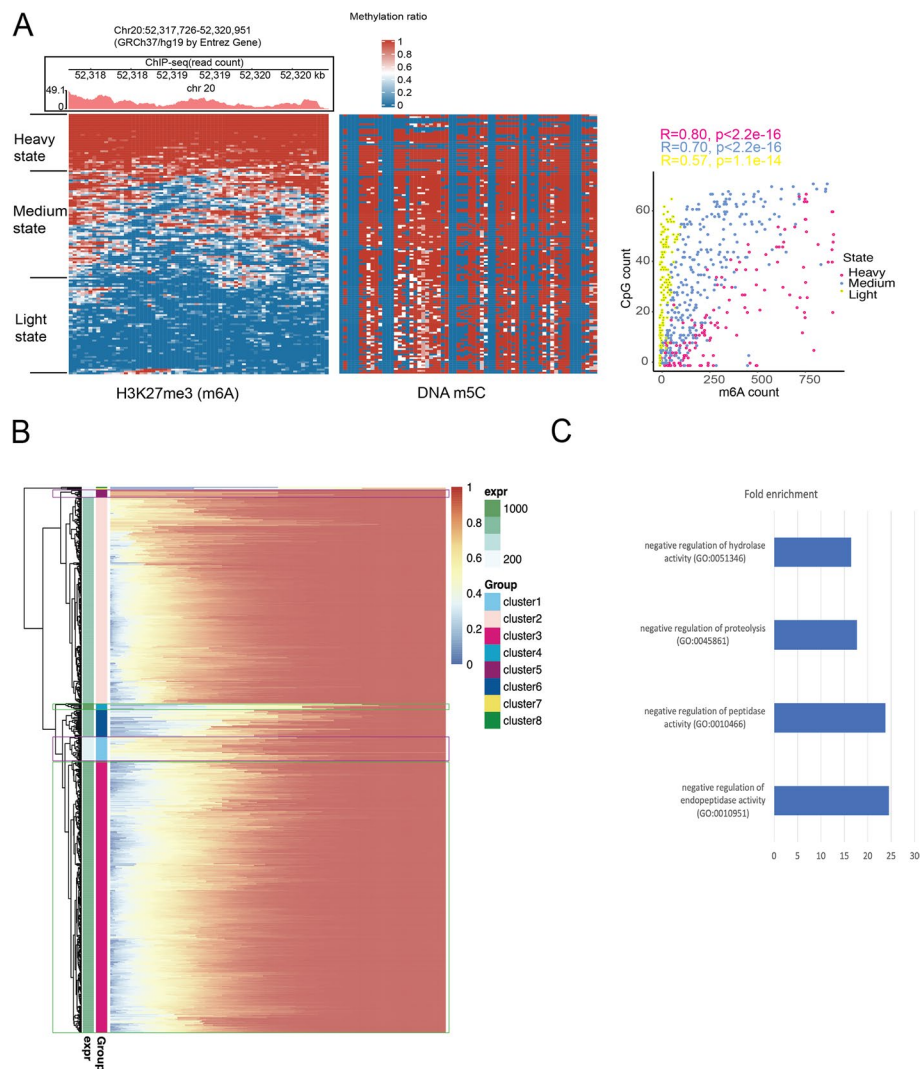 A
Chr20:52,317,726-52,320,951
(GRCh37/hg19 by Entrez Gene)
ChIP-seq(read count)
52,318 52,318 52,319 52,319 52,320 52,320 kb
chr 20
49.1
0
Methylation ratio
1
0.8
0.6
0.4
0.2
0
Heavy
state
Medium
state
Light
state
H3K27me3 (m6A)
DNA m5C
R=0.80, p<2.2e-16
R=0.70, p<2.2e-16
R=0.57, p=1.1e-14
60
40
20
0
CpG count
0 250 500 750
m6A count
State
Heavy
Medium
Light
B
1
0.8
0.6
0.4
0.2
0
expr
1000
200
Group
cluster1
cluster2
cluster3
cluster4
cluster5
cluster6
cluster7
cluster8
expr
Group
C
Fold enrichment
negative regulation of hydrolase
activity (GO:0051346)
negative regulation of proteolysis
(GO:0045861)
negative regulation of peptidase
activity (GO:0010466)
negative regulation of
endopeptidase activity
(GO:0010951)
0 5 10 15 20 25 30